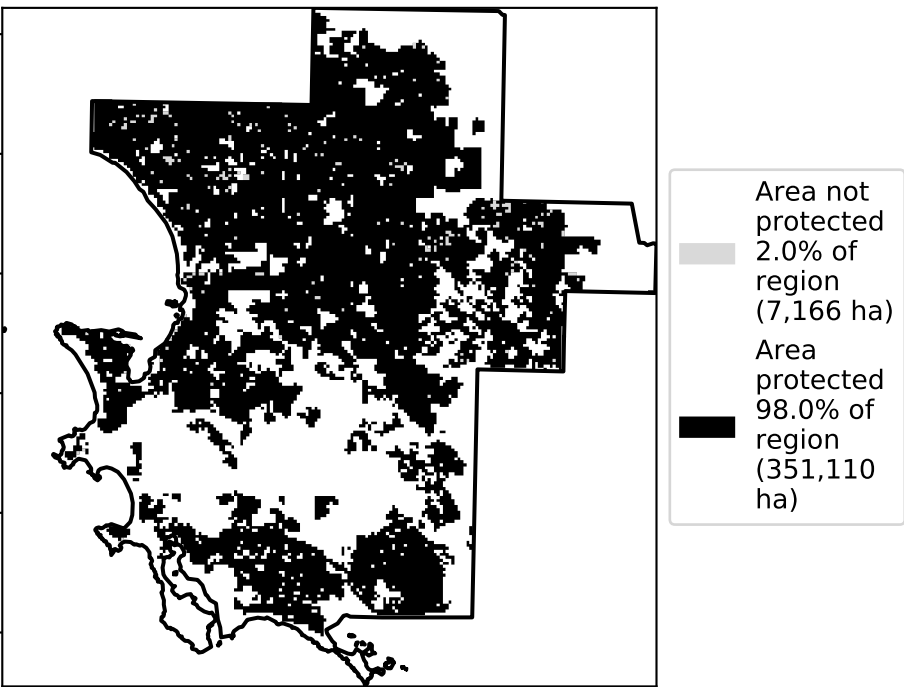 Area not
protected
2.0% of
region
(7,166 ha)
Area
protected
98.0% of
region
(351,110
ha)